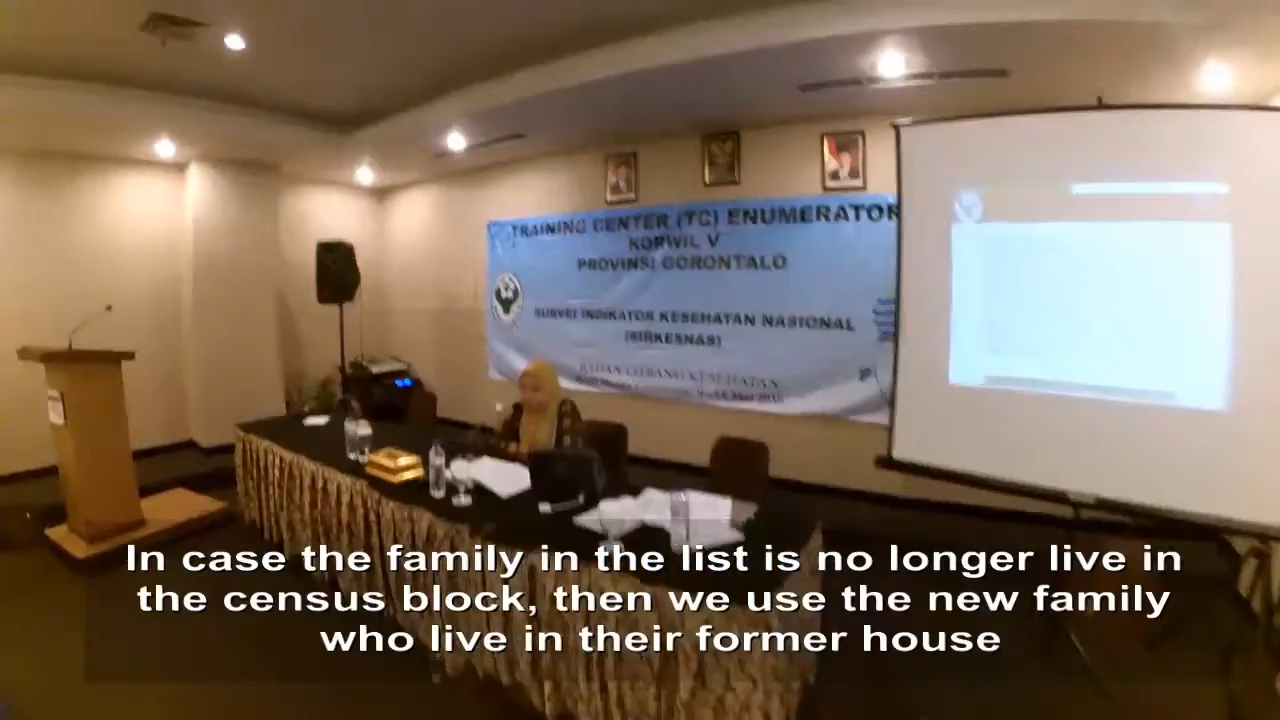 TRAINING CENTER (TC) ENUMERATOR
KORWIL V
PROVINSI GORONTALO
SURVEI INDIKATOR KESEHATAN NASIONAL
(SIRKESNAS)
BADAN LITBANG KESEHATAN
In case the family in the list is no longer live in
the census block, then we use the new family
who live in their former house